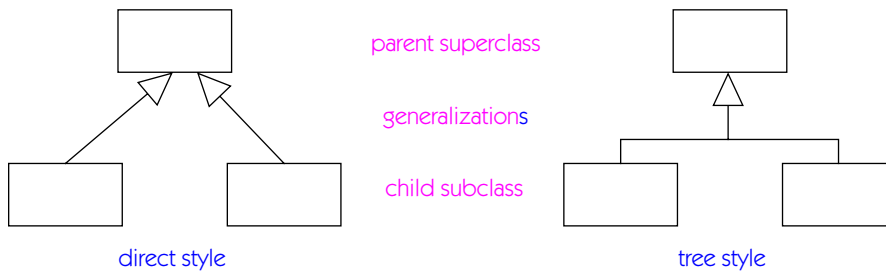 parent superclass
generalizations
child subclass
direct style
tree style